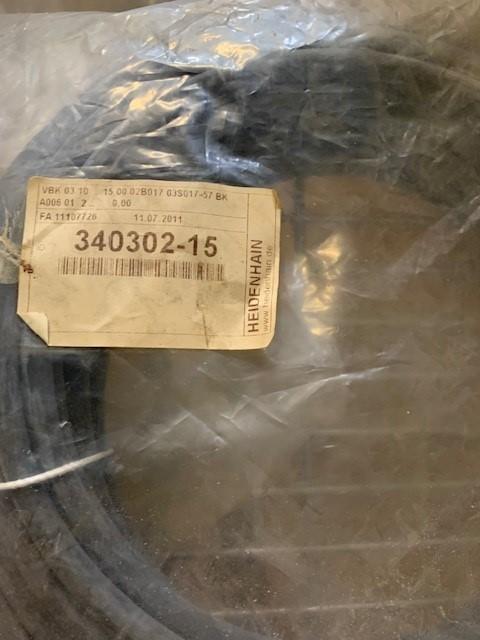 VBK 03 10 15.00 02B017 03S017-57 BK
A006 01 2 .. 0.00
FA 11107726 11.07.2011
340302-15
HEIDENHAIN
www.heidenhain.de